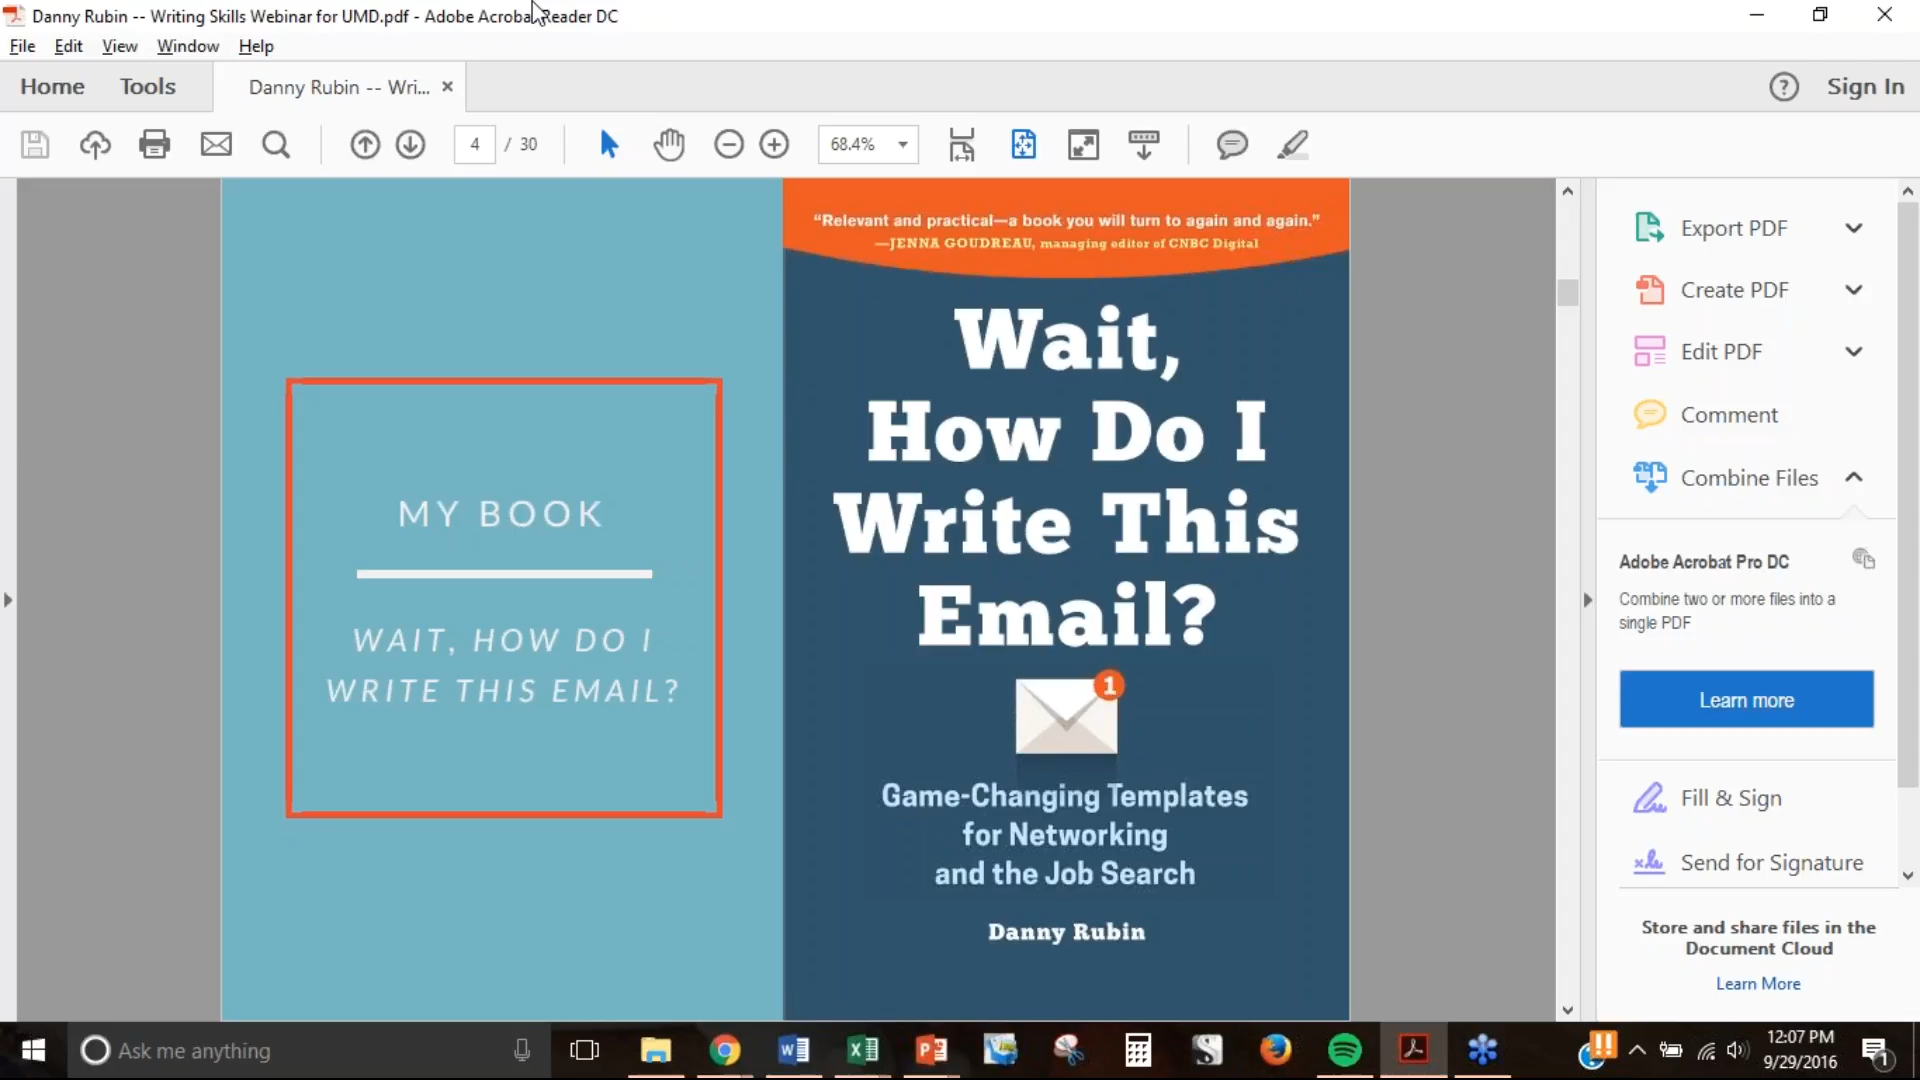 Danny Rubin -- Writing Skills Webinar for UMD.pdf - Adobe Acrobat Reader DC
File Edit View Window Help
Home Tools Danny Rubin -- Wri... Sign In
4 / 30 68.4%
MY BOOK
WAIT, HOW DO I
WRITE THIS EMAIL?
“Relevant and practical—a book you will turn to again and again.”
—JENNA GOUDREAU, managing editor of CNBC Digital
Wait,
How Do I
Write This
Email?
1
Game-Changing Templates
for Networking
and the Job Search
Danny Rubin
Export PDF
Create PDF
Edit PDF
Comment
Combine Files
Adobe Acrobat Pro DC
Combine two or more files into a
single PDF
Learn more
Fill & Sign
Send for Signature
Store and share files in the
Document Cloud
Learn More
Ask me anything
12:07 PM
9/29/2016
1